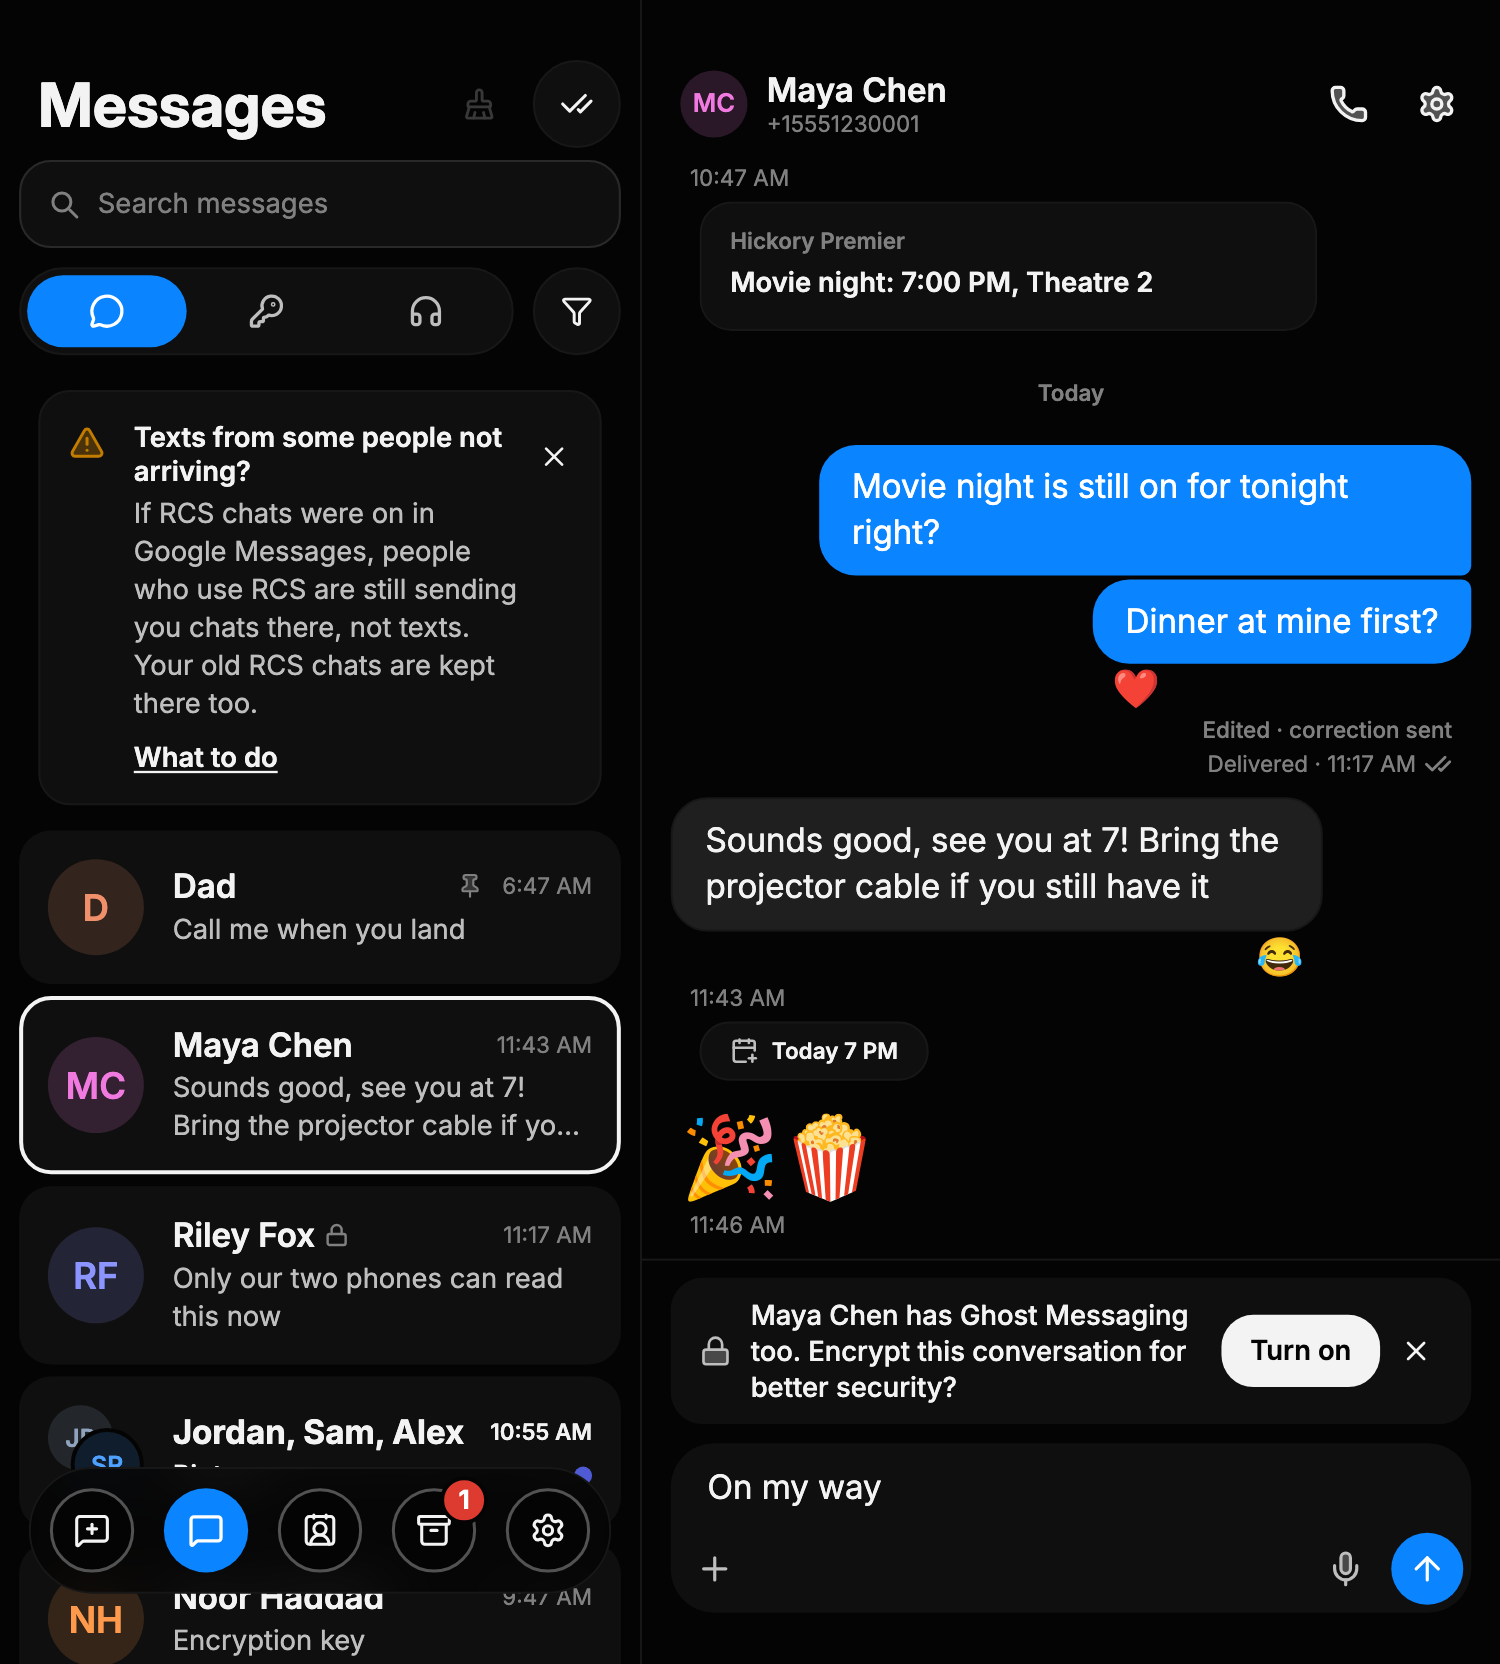 Messages
Search messages
Texts from some people not
arriving?
If RCS chats were on in
Google Messages, people
who use RCS are still sending
you chats there, not texts.
Your old RCS chats are kept
there too.
What to do
D
Dad
6:47 AM
Call me when you land
MC
Maya Chen
11:43 AM
Sounds good, see you at 7!
Bring the projector cable if yo...
RF
Riley Fox
11:17 AM
Only our two phones can read
this now
SR
Jordan, Sam, Alex
10:55 AM
1
NH
Noor Haddad
9:47 AM
Encryption key
MC
Maya Chen
+15551230001
10:47 AM
Hickory Premier
Movie night: 7:00 PM, Theatre 2
Today
Movie night is still on for tonight
right?
Dinner at mine first?
Edited · correction sent
Delivered · 11:17 AM
Sounds good, see you at 7! Bring the
projector cable if you still have it
11:43 AM
Today 7 PM
11:46 AM
Maya Chen has Ghost Messaging
too. Encrypt this conversation for
better security?
Turn on
On my way